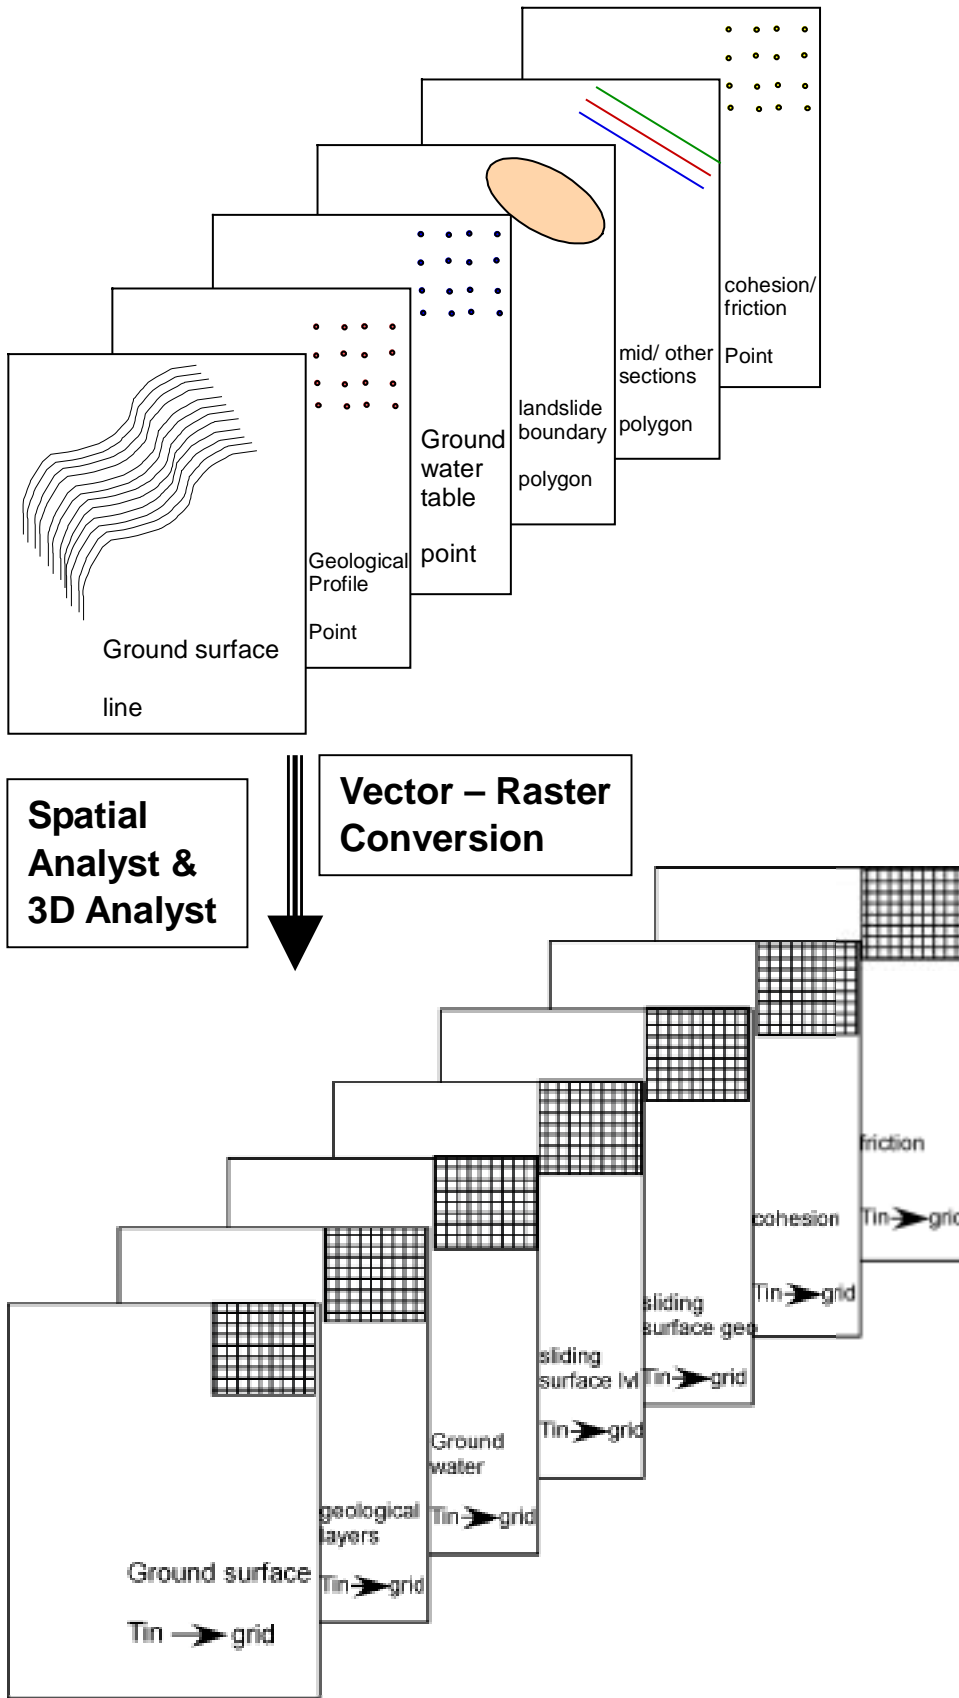 cohesion/
friction
Point
mid/ other
sections
polygon
landslide
boundary
polygon
Ground
water
table
point
Geological
Profile
Point
Ground surface
line
Spatial
Analyst &
3D Analyst
Vector – Raster
Conversion
friction
Tin grid
cohesion
Tin grid
sliding
surface geo
Tin grid
sliding
surface lvl
Tin grid
Ground
water
Tin grid
geological
layers
Tin grid
Ground surface
Tin grid